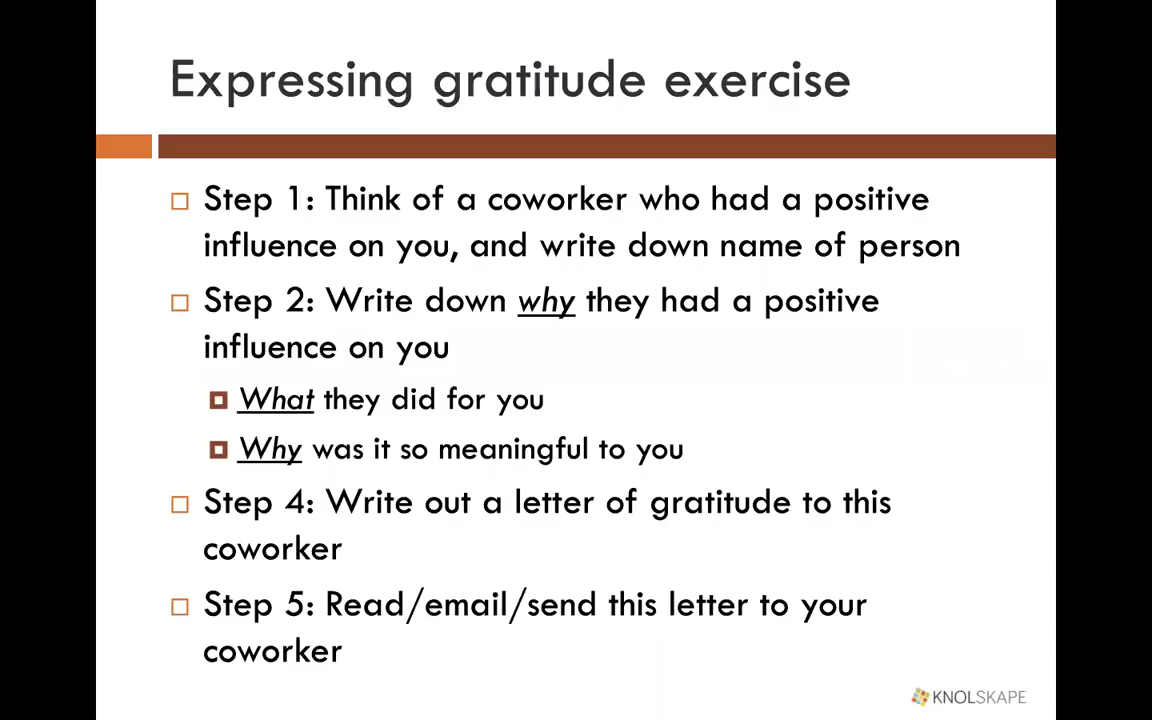 Expressing gratitude exercise
Step 1: Think of a coworker who had a positive
influence on you, and write down name of person
Step 2: Write down why they had a positive
influence on you
What they did for you
Why was it so meaningful to you
Step 4: Write out a letter of gratitude to this
coworker
Step 5: Read/email/send this letter to your
coworker
KNOLSKAPE